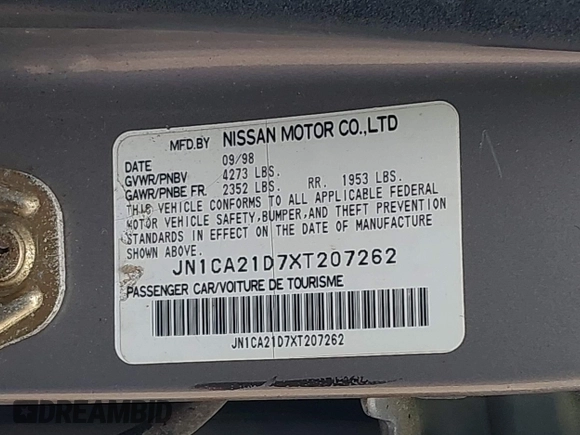 MFD.BY NISSAN MOTOR CO.,LTD
DATE 09/98
GVWR/PNBV 4273 LBS.
GAWR/PNBE FR. 2352 LBS. RR. 1953 LBS.
THIS VEHICLE CONFORMS TO ALL APPLICABLE FEDERAL
MOTOR VEHICLE SAFETY,BUMPER,AND THEFT PREVENTION
STANDARDS IN EFFECT ON THE DATE OF MANUFACTURE
SHOWN ABOVE.
JN1CA21D7XT207262
PASSENGER CAR/VOITURE DE TOURISME
JN1CA21D7XT207262
DREAMBID